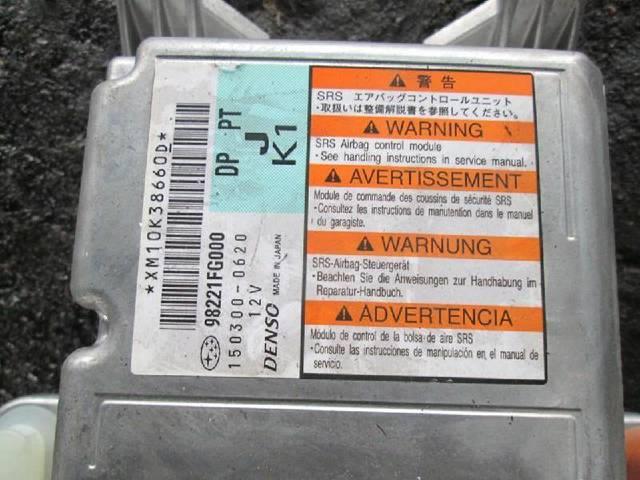 *XM10K38660D*
98221FG000
150300-0620
12V
DENSO MADE IN JAPAN
DP PT
J
K1
警告
SRS エアバッグコントロールユニット
・取扱いは整備解説書を参照してください。
WARNING
SRS Airbag control module
・See handling instructions in service manual.
AVERTISSEMENT
Module de commande des coussins de sécurité SRS
・Consultez les instructions de manutention dans le manuel
du garagiste.
WARNUNG
SRS-Airbag-Steuergerät
・Beachten Sie die Anweisungen zur Handhabung im
Reparatur-Handbuch.
ADVERTENCIA
Módulo de control de la bolsa de aire SRS
・Consulte las instrucciones de manipulación en el manual de
servicio.